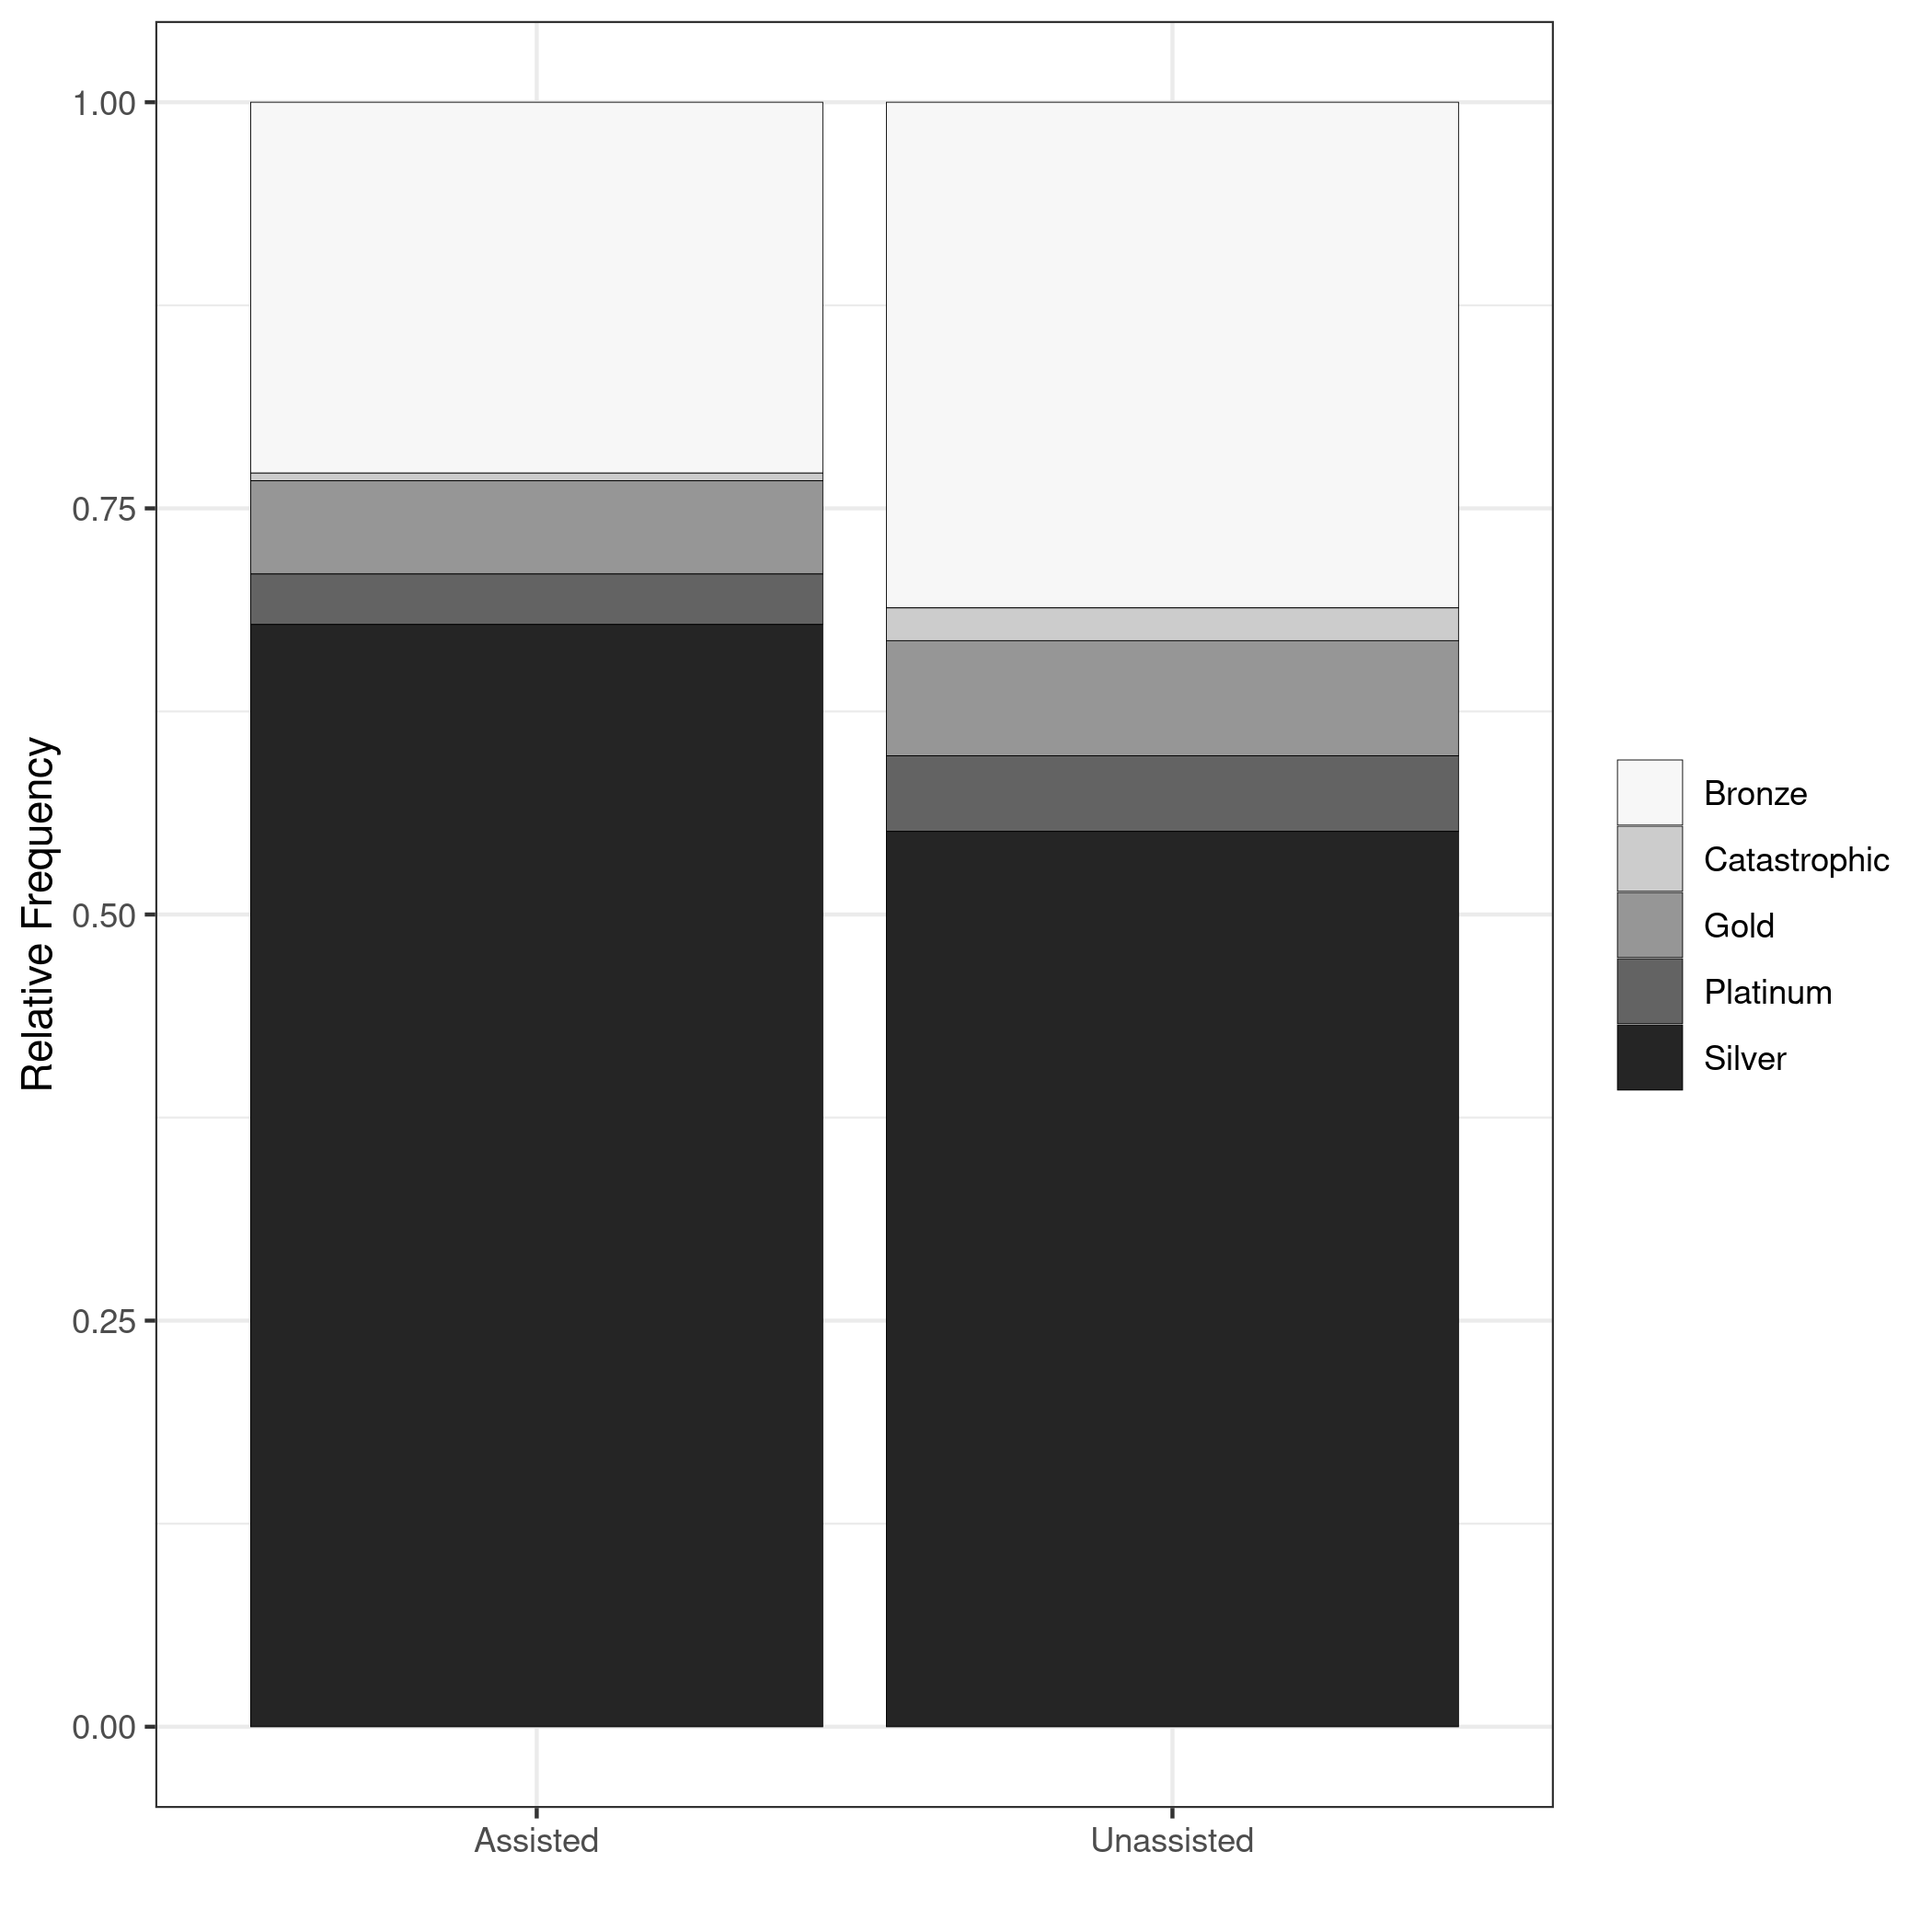 Relative Frequency
1.00
0.75
0.50
0.25
0.00
Assisted
Unassisted
Bronze
Catastrophic
Gold
Platinum
Silver